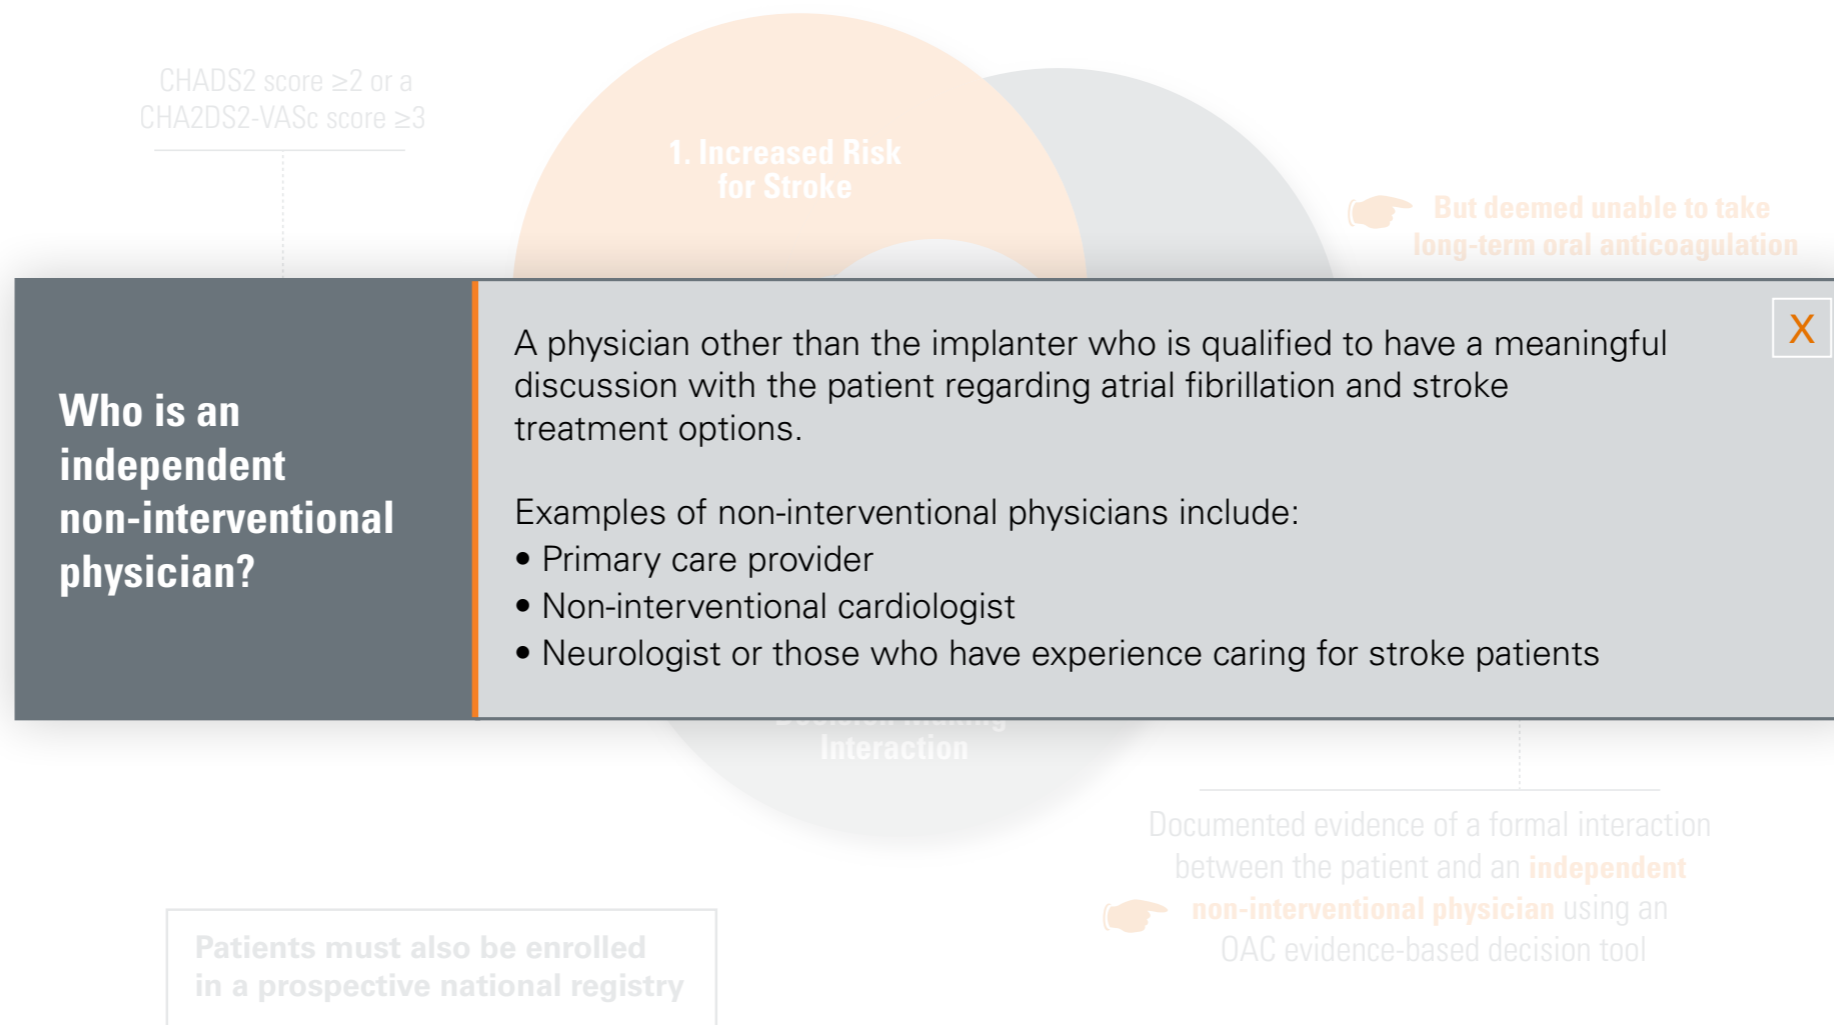 CHADS2 score ≥2 or a
CHA2DS2-VASc score ≥3
1. Increased Risk
for Stroke
But deemed unable to take
long-term oral anticoagulation
Who is an
independent
non-interventional
physician?
A physician other than the implanter who is qualified to have a meaningful
discussion with the patient regarding atrial fibrillation and stroke
treatment options.
Examples of non-interventional physicians include:
• Primary care provider
• Non-interventional cardiologist
• Neurologist or those who have experience caring for stroke patients
X
Decision Making
Interaction
Documented evidence of a formal interaction
between the patient and an independent
non-interventional physician using an
OAC evidence-based decision tool
Patients must also be enrolled
in a prospective national registry